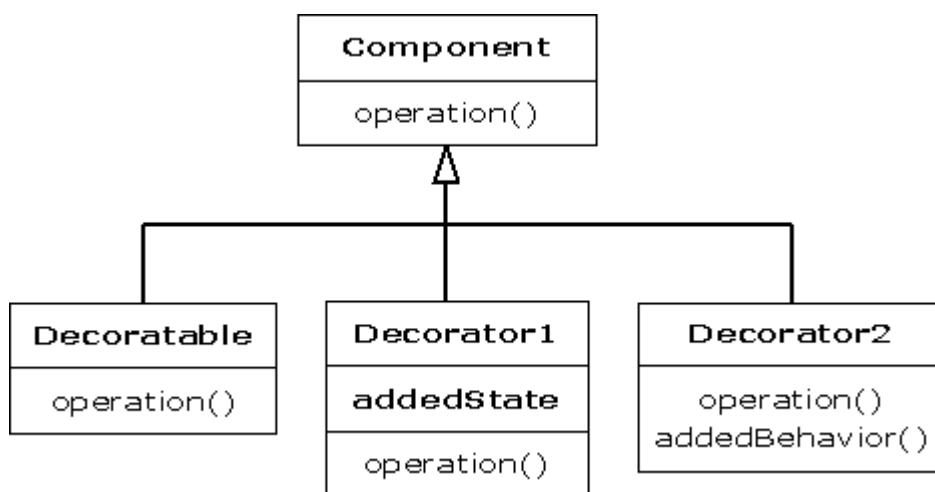 Component
operation()
Decoratable
operation()
Decorator1
addedState
operation()
Decorator2
operation()
addedBehavior()